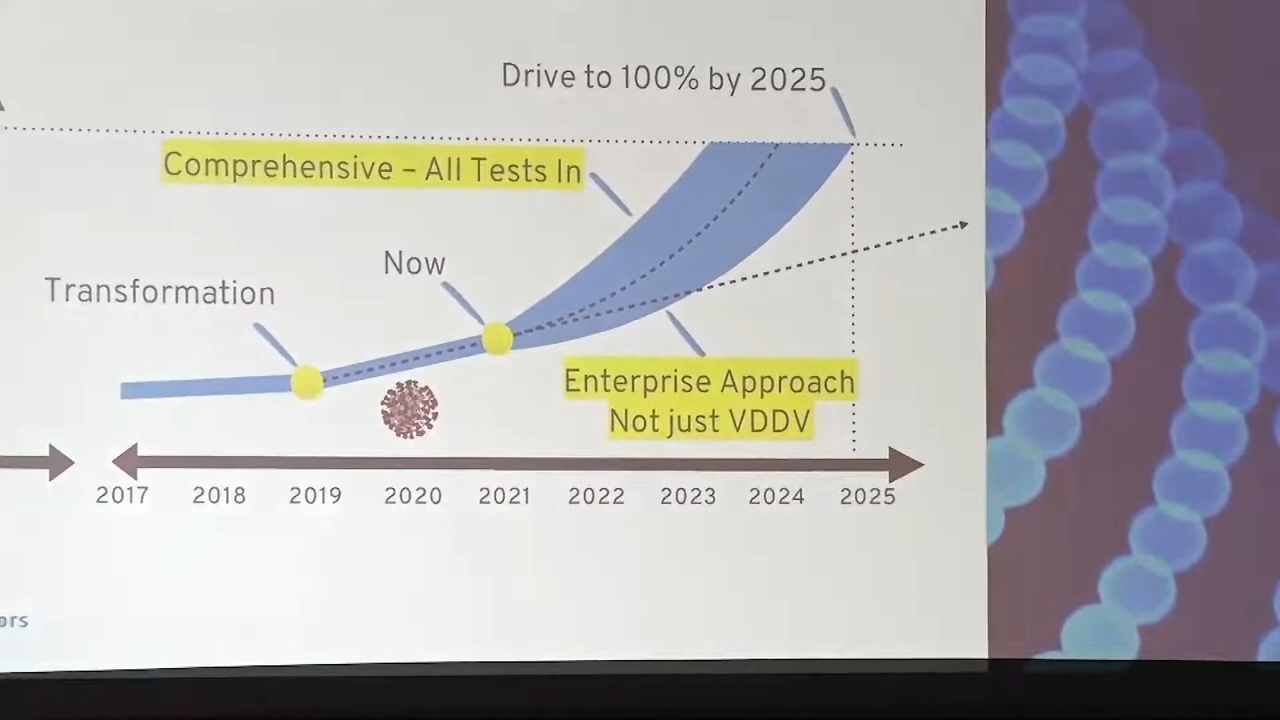 Drive to 100% by 2025
Comprehensive – All Tests In
Now
Transformation
Enterprise Approach
Not just VDDV
2017 2018 2019 2020 2021 2022 2023 2024 2025
ors